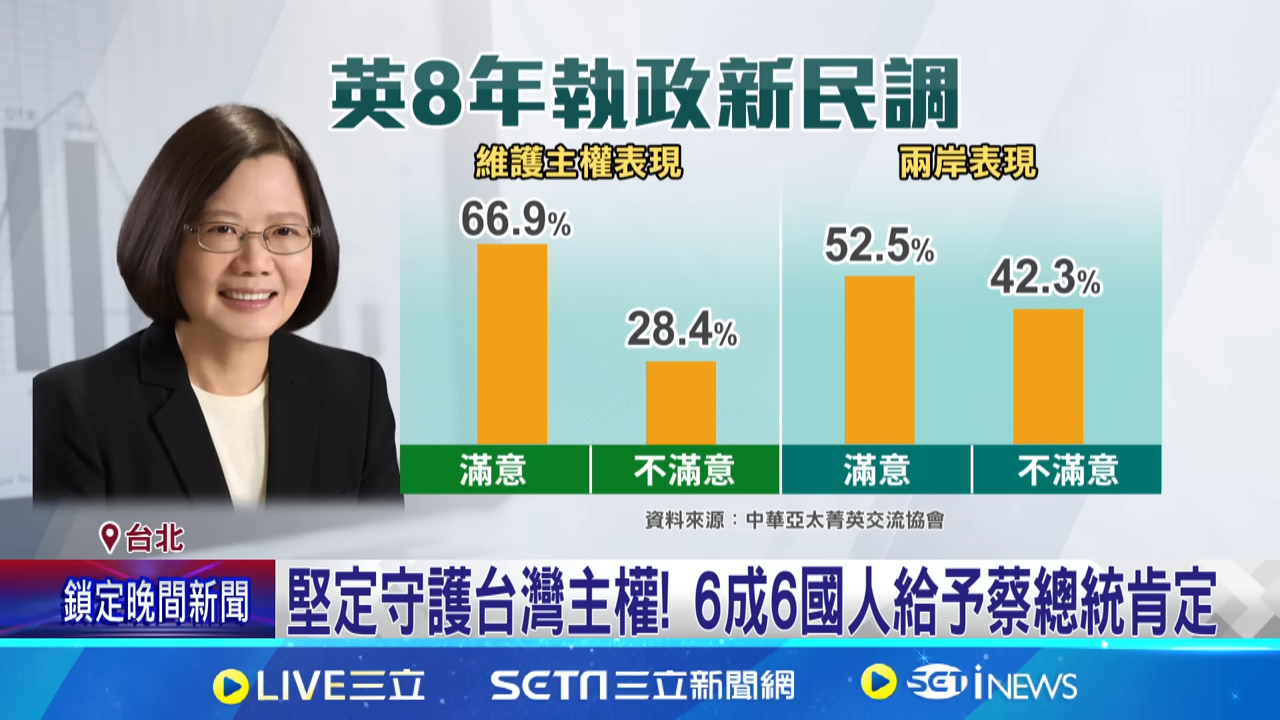 英8年執政新民調
維護主權表現
兩岸表現
66.9%
28.4%
52.5%
42.3%
滿意
不滿意
滿意
不滿意
資料來源：中華亞太菁英交流協會
台北
鎖定晚間新聞
堅定守護台灣主權! 6成6國人給予蔡總統肯定
LIVE三立
SETN三立新聞網
SET iNEWS